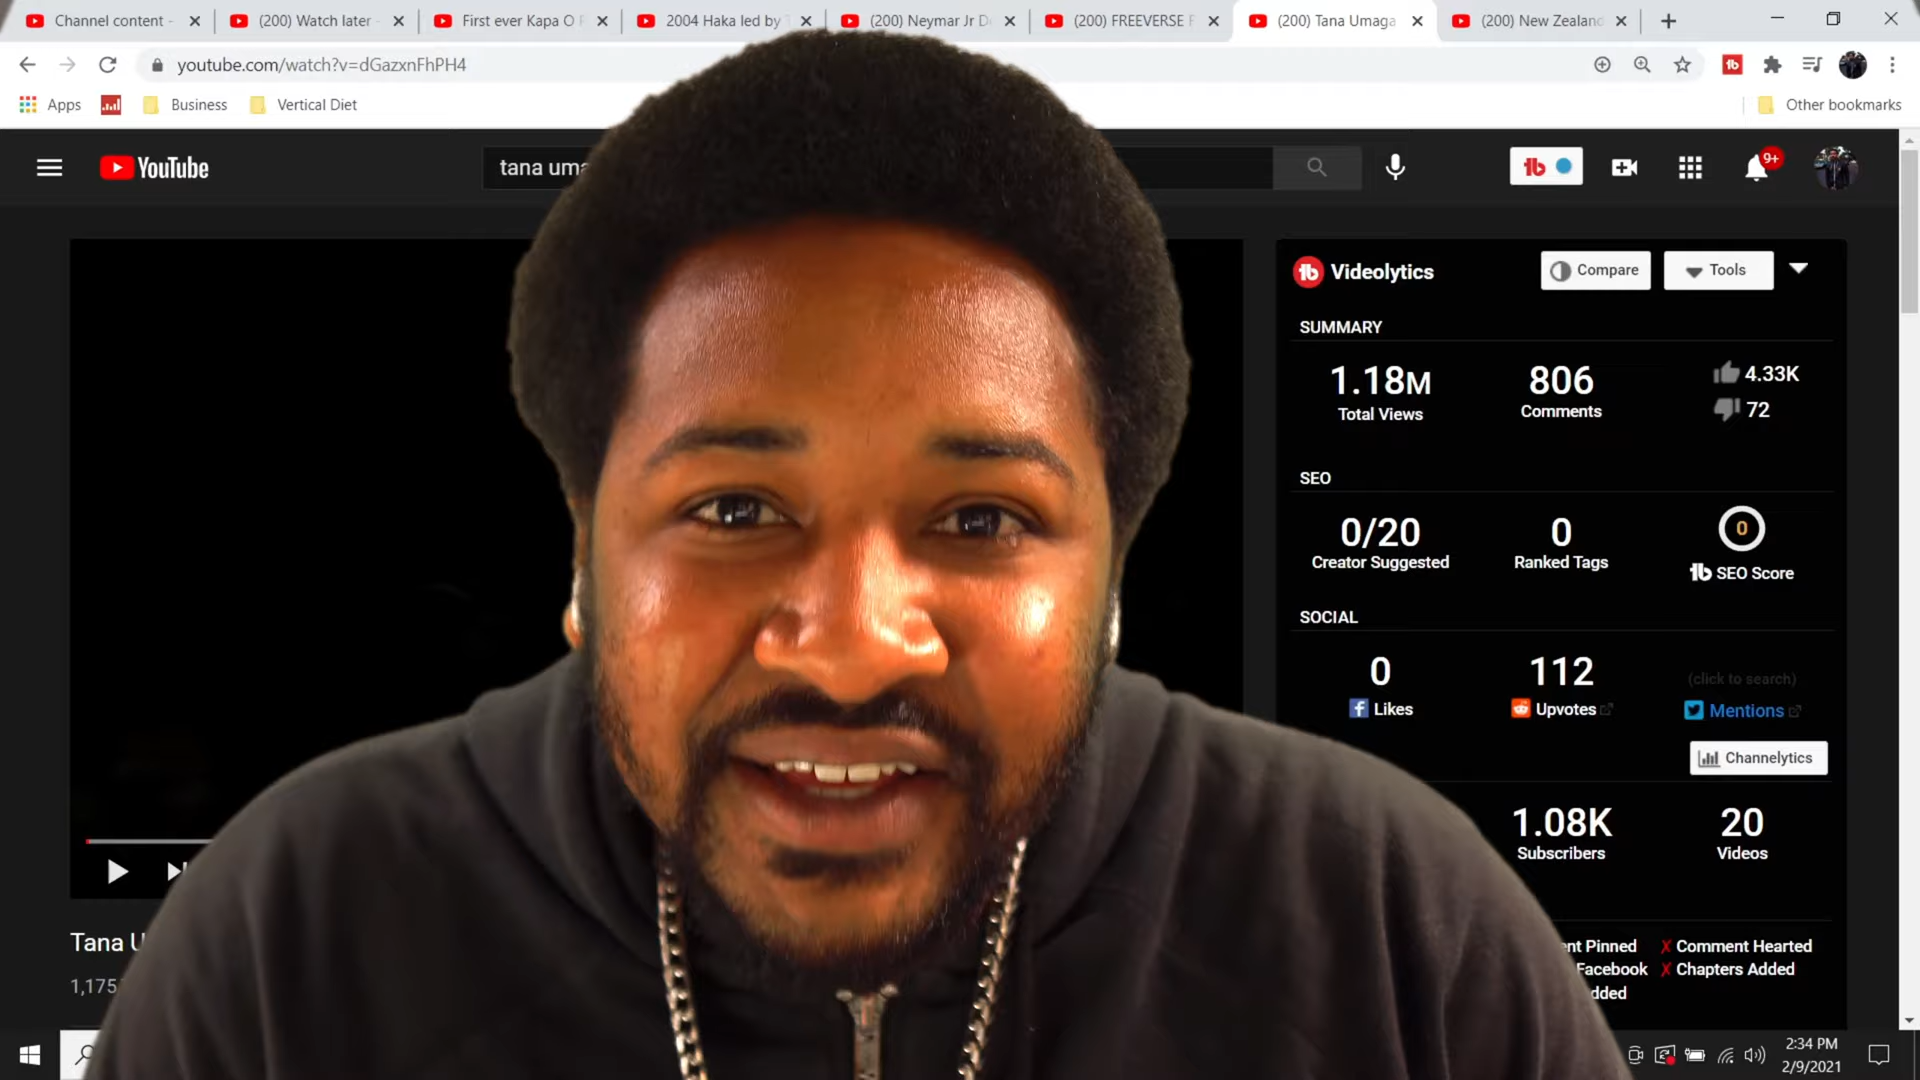 Channel content -
(200) Watch later -
First ever Kapa O
2004 Haka led by
(200) Neymar Jr D
(200) FREEVERSE F
(200) Tana Umaga
(200) New Zealand
youtube.com/watch?v=dGazxnFhPH4
Apps
Business
Vertical Diet
Other bookmarks
YouTube
tana uma
9+
Videolytics
Compare
Tools
SUMMARY
1.18M
Total Views
806
Comments
4.33K
72
SEO
0/20
Creator Suggested
0
Ranked Tags
0
SEO Score
SOCIAL
0
Likes
112
Upvotes
(click to search)
Mentions
Channelytics
1.08K
Subscribers
20
Videos
Tana U
1,175
nt Pinned
Comment Hearted
Facebook
Chapters Added
dded
2:34 PM
2/9/2021